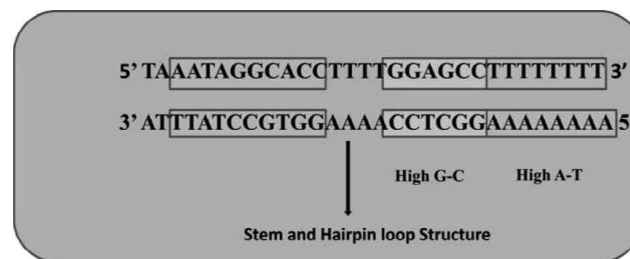 5' TAAATAGGCACCTTTTGGAGCCTTTTTTTT 3'
3' ATTTATCCGTGGAAAACCTCGGAAAAAAAA 5
High G-C High A-T
Stem and Hairpin loop Structure